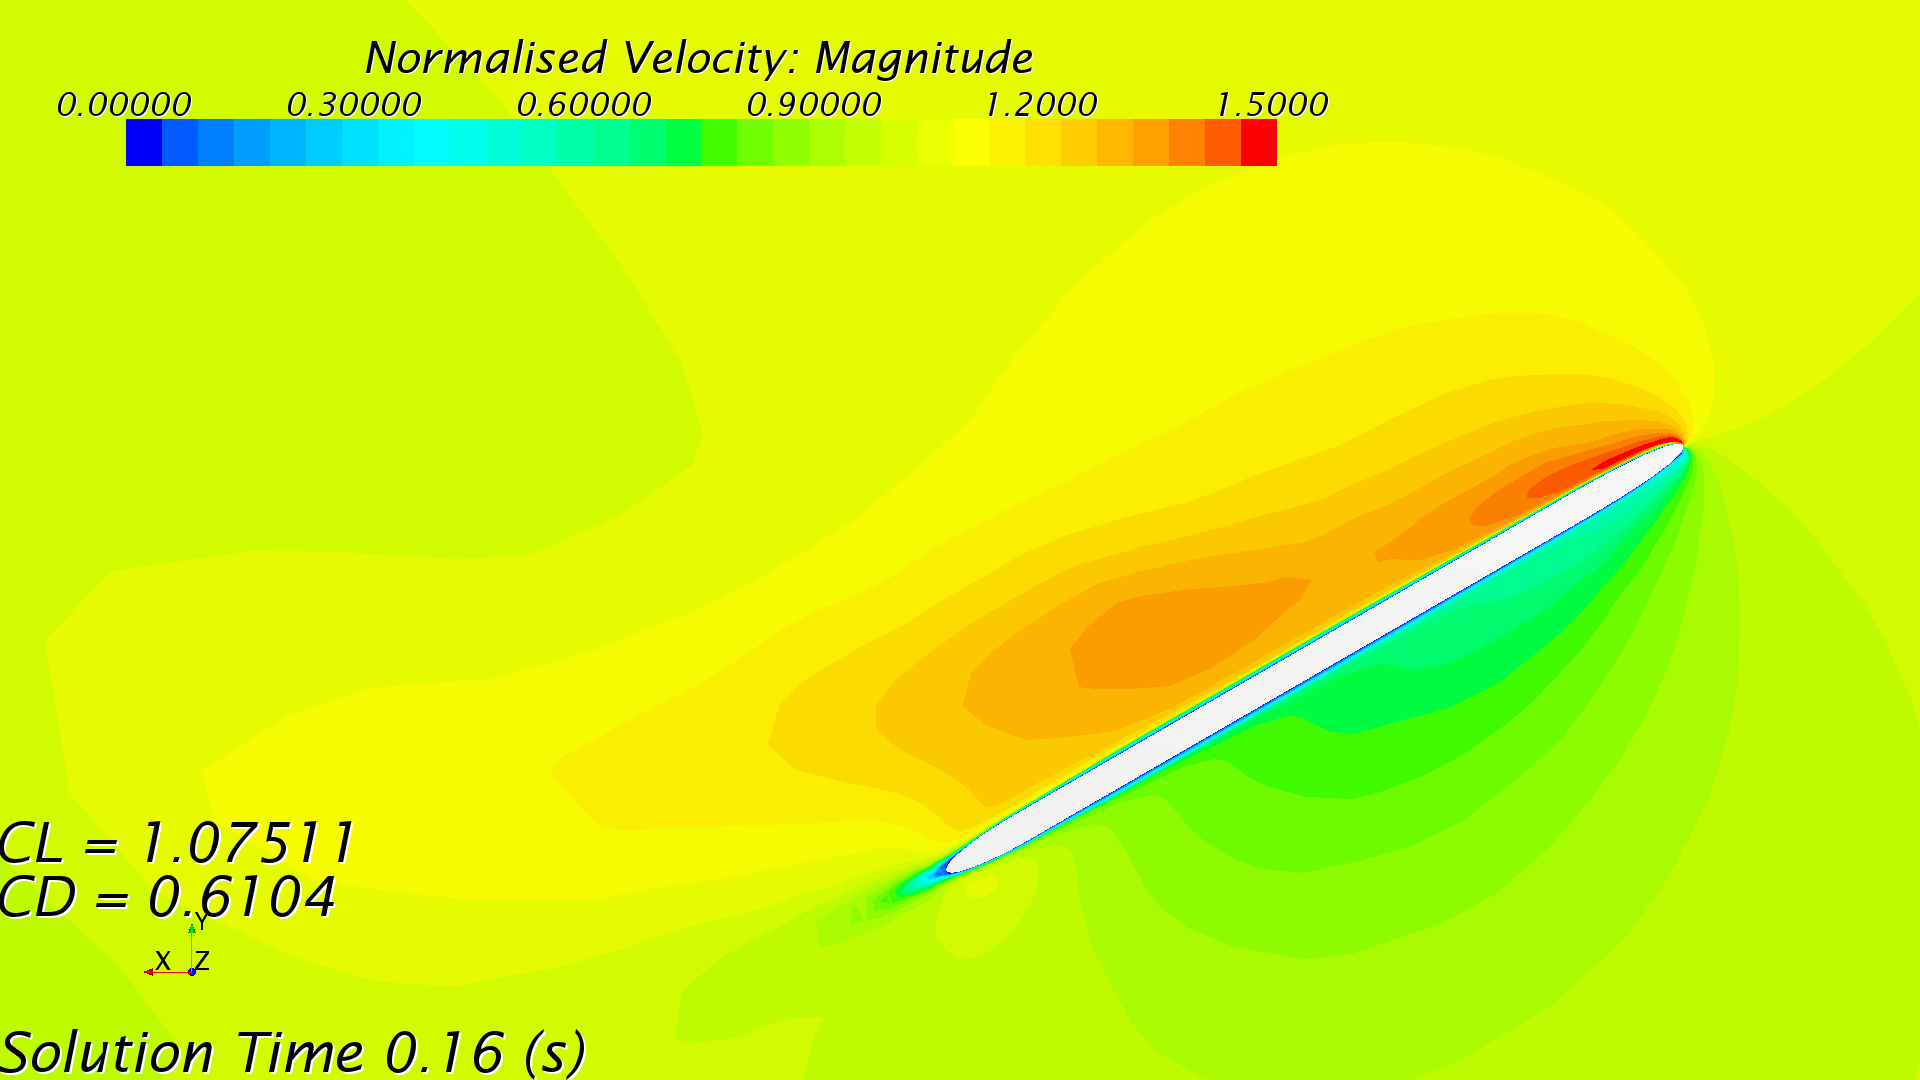 Normalised Velocity: Magnitude
0.00000 0.30000 0.60000 0.90000 1.2000 1.5000
CL = 1.07511
CD = 0.6104
Y
X Z
Solution Time 0.16 (s)